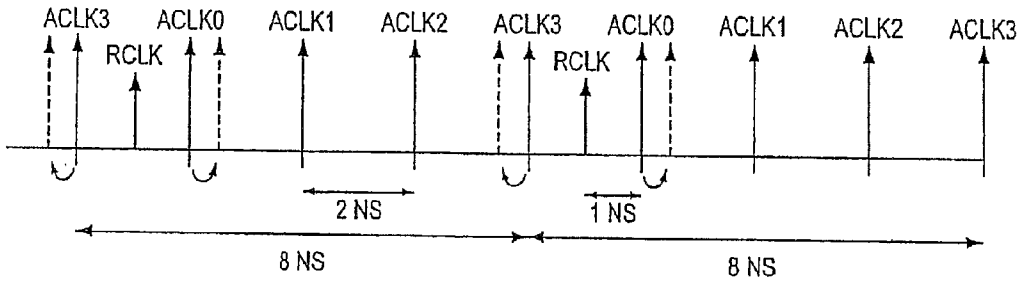 ACLK3 ACLK0 ACLK1 ACLK2 ACLK3 ACLK0 ACLK1 ACLK2 ACLK3
RCLK RCLK
2 NS 1 NS
8 NS 8 NS